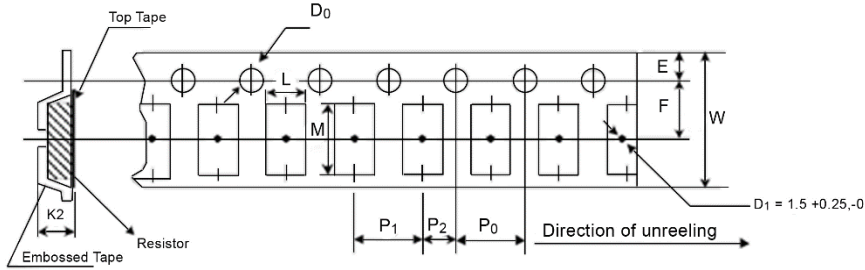 Top Tape
D0
E
L
F
M
W
K2
P1
P2
P0
D1 = 1.5 +0.25,-0
Direction of unreeling
Resistor
Embossed Tape